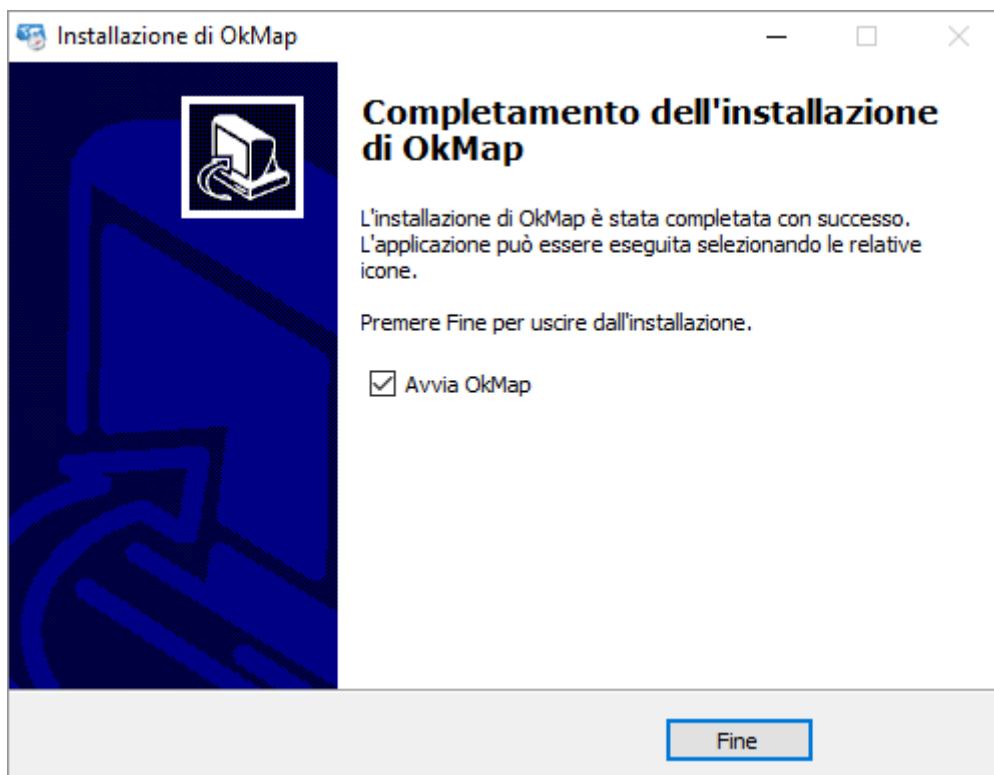 Installazione di OkMap
Completamento dell'installazione
di OkMap
L'installazione di OkMap è stata completata con successo.
L'applicazione può essere eseguita selezionando le relative
icone.
Premere Fine per uscire dall'installazione.
Avvia OkMap
Fine